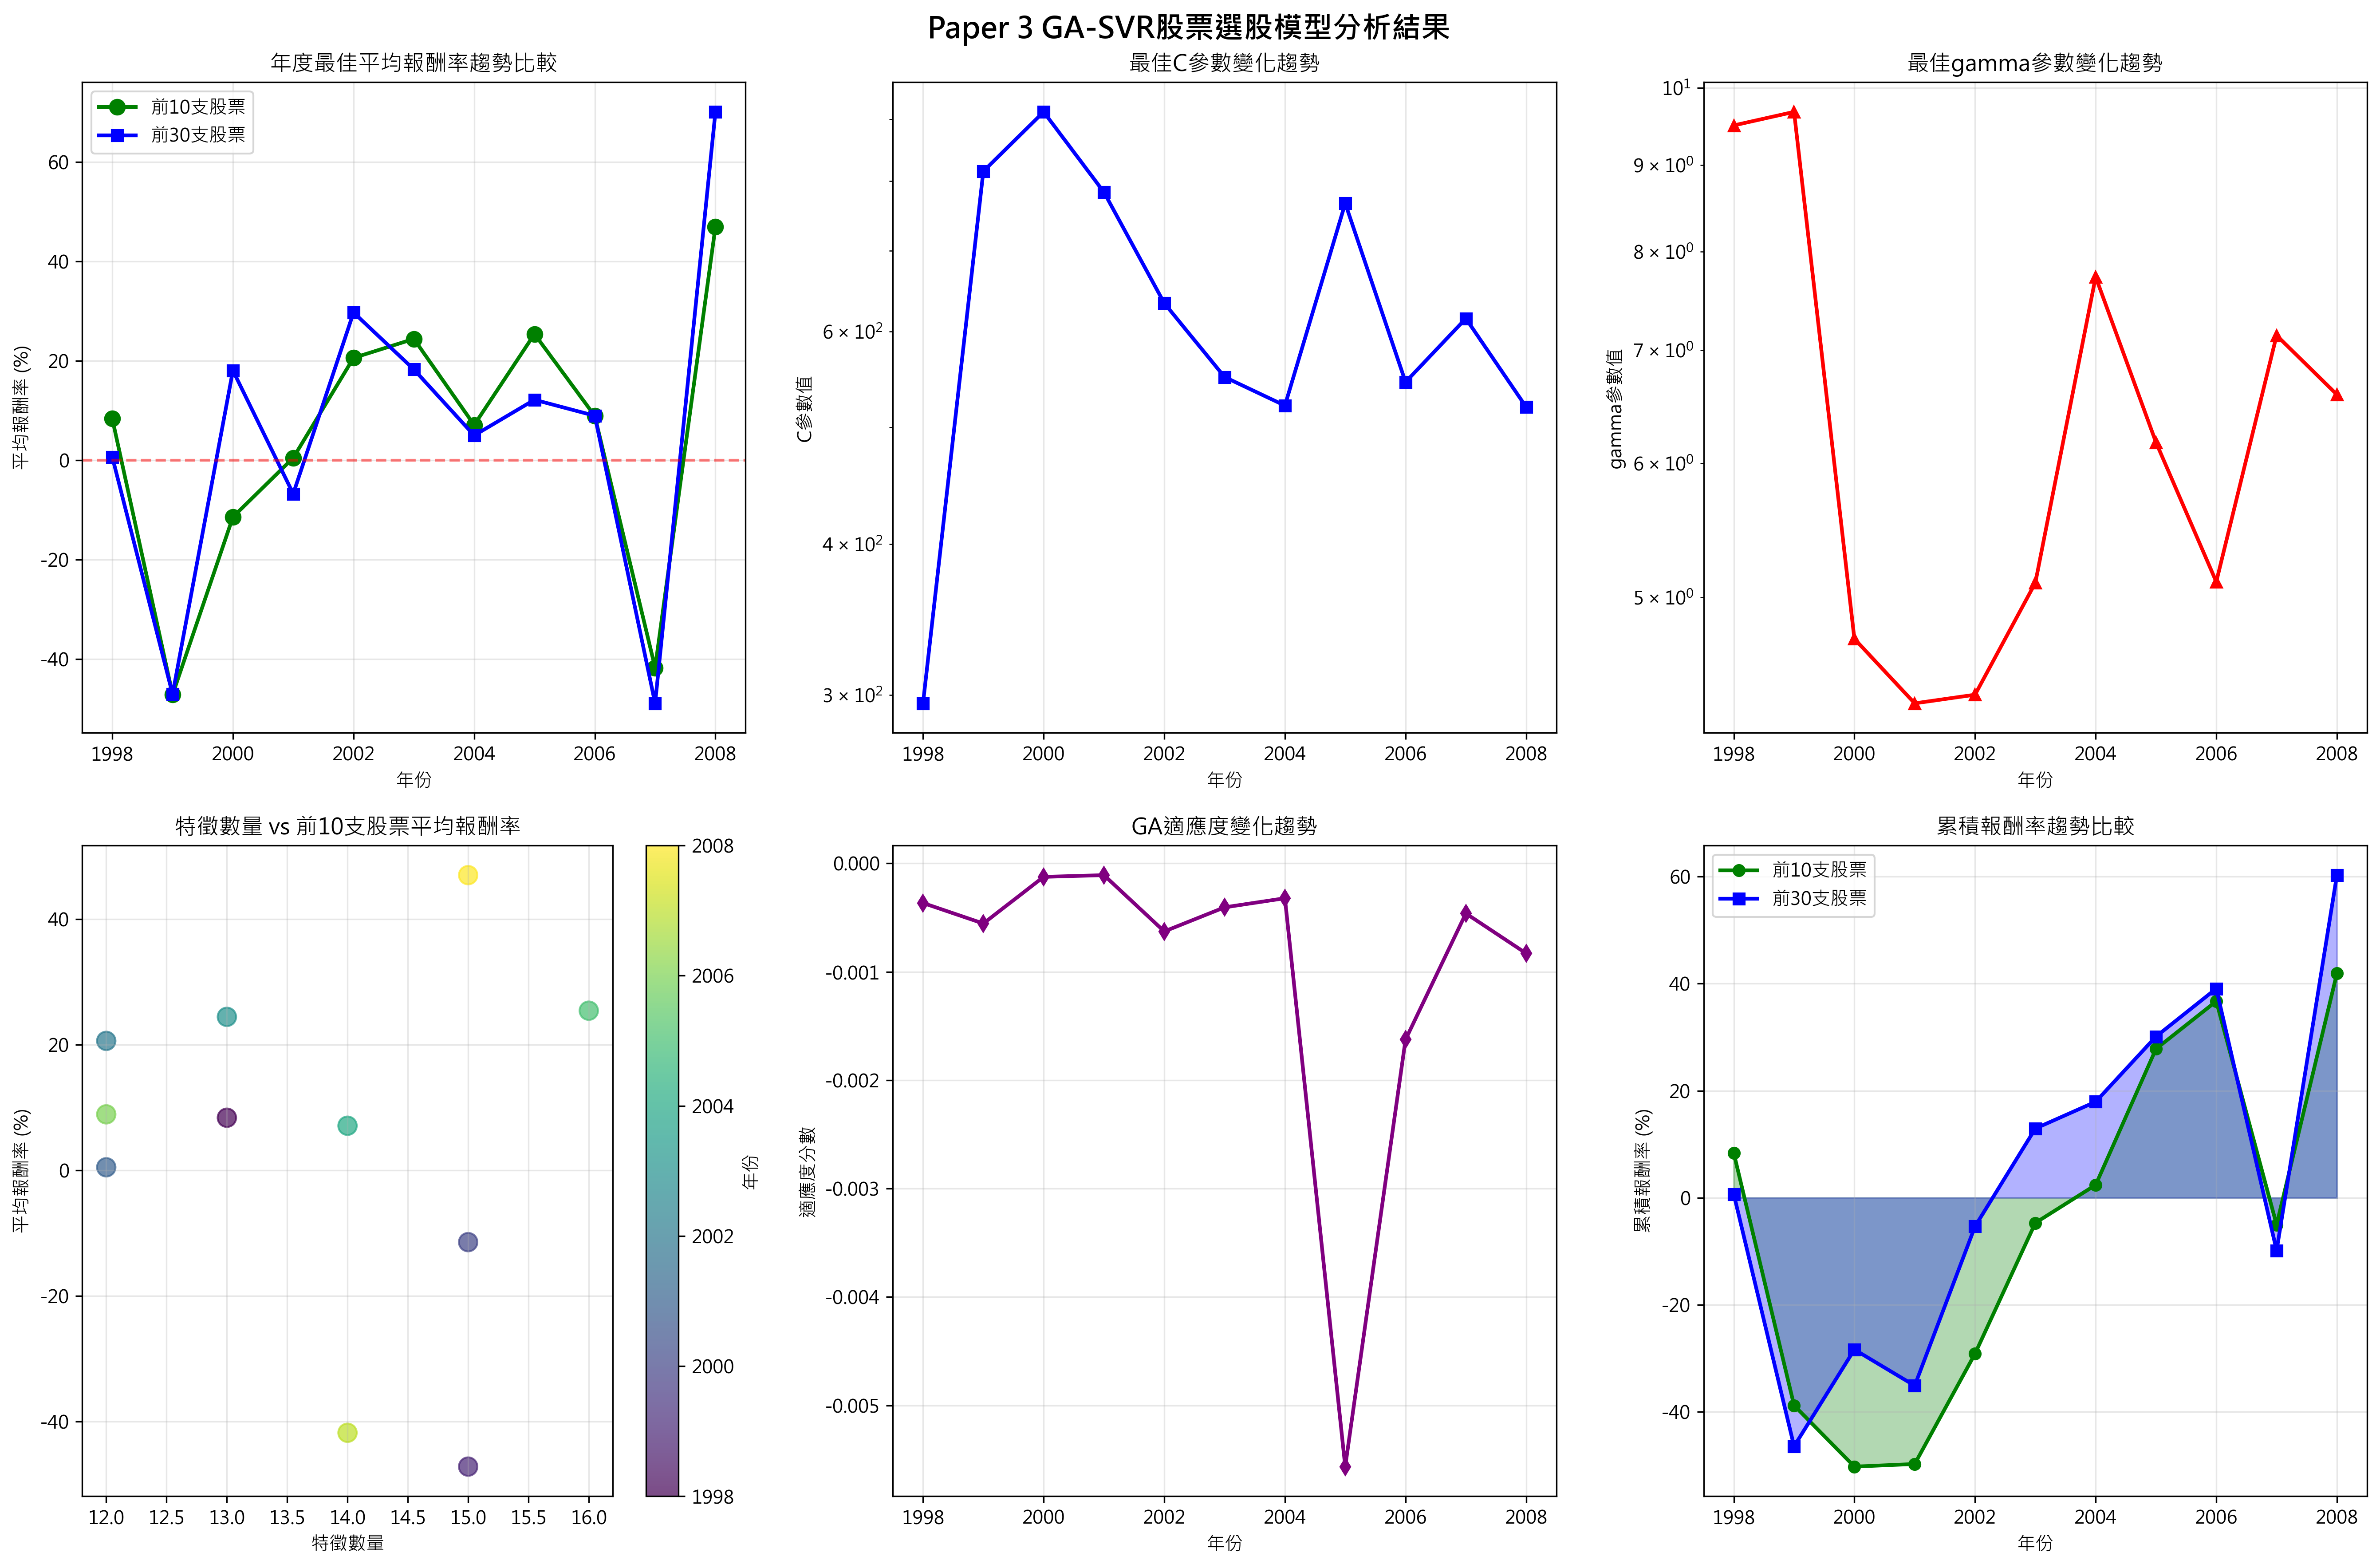 Paper 3 GA-SVR股票選股模型分析結果
年度最佳平均報酬率趨勢比較
前10支股票
前30支股票
平均報酬率 (%)
60
40
20
0
-20
-40
1998 2000 2002 2004 2006 2008
年份
最佳C參數變化趨勢
C參數值
6 × 10²
4 × 10²
3 × 10²
1998 2000 2002 2004 2006 2008
年份
最佳gamma參數變化趨勢
gamma參數值
10¹
9 × 10⁰
8 × 10⁰
7 × 10⁰
6 × 10⁰
5 × 10⁰
1998 2000 2002 2004 2006 2008
年份
特徵數量 vs 前10支股票平均報酬率
平均報酬率 (%)
40
20
0
-20
-40
12.0 12.5 13.0 13.5 14.0 14.5 15.0 15.5 16.0
特徵數量
2008
2006
2004
2002
2000
1998
年份
GA適應度變化趨勢
適應度分數
0.000
-0.001
-0.002
-0.003
-0.004
-0.005
1998 2000 2002 2004 2006 2008
年份
累積報酬率趨勢比較
前10支股票
前30支股票
累積報酬率 (%)
60
40
20
0
-20
-40
1998 2000 2002 2004 2006 2008
年份